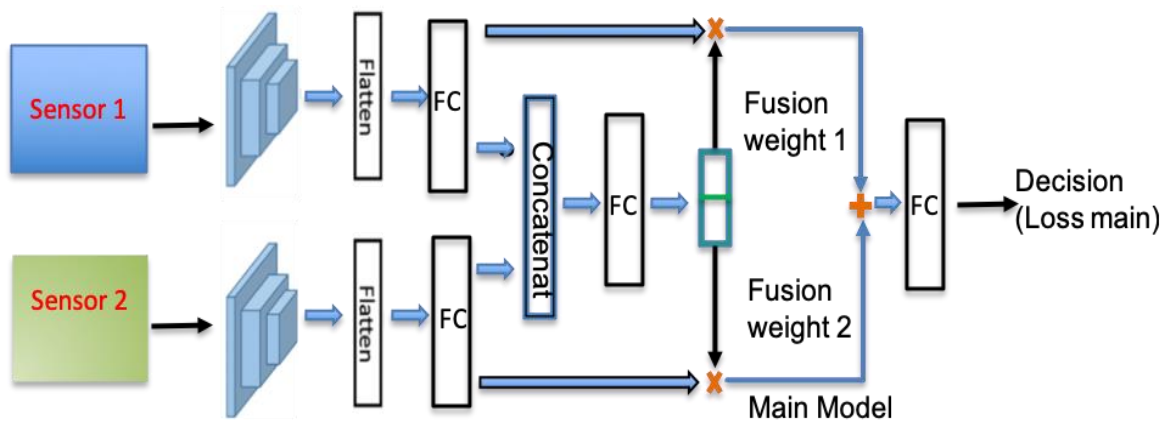 Sensor 1
Flatten
FC
Concatenat
FC
Fusion
weight 1
FC
Decision
(Loss main)
Sensor 2
Flatten
FC
Fusion
weight 2
Main Model